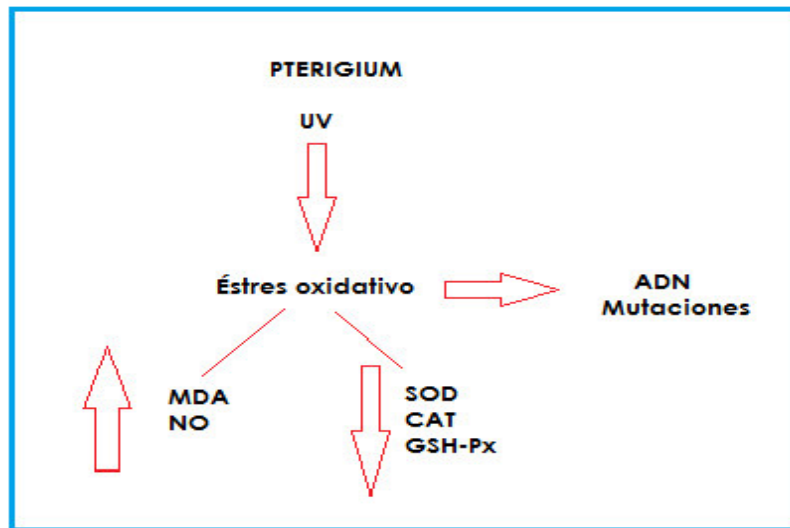 PTERIGIUM
UV
Éstres oxidativo
ADN
Mutaciones
MDA
NO
SOD
CAT
GSH-Px